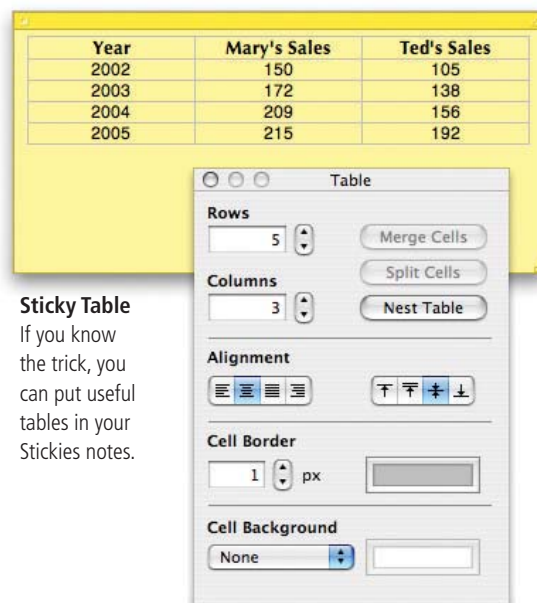 Year Mary's Sales Ted's Sales
2002 150 105
2003 172 138
2004 209 156
2005 215 192
Table
Rows
5
Merge Cells
Split Cells
Columns
3
Nest Table
Alignment
Cell Border
1 px
Cell Background
None
Sticky Table
If you know
the trick, you
can put useful
tables in your
Stickies notes.